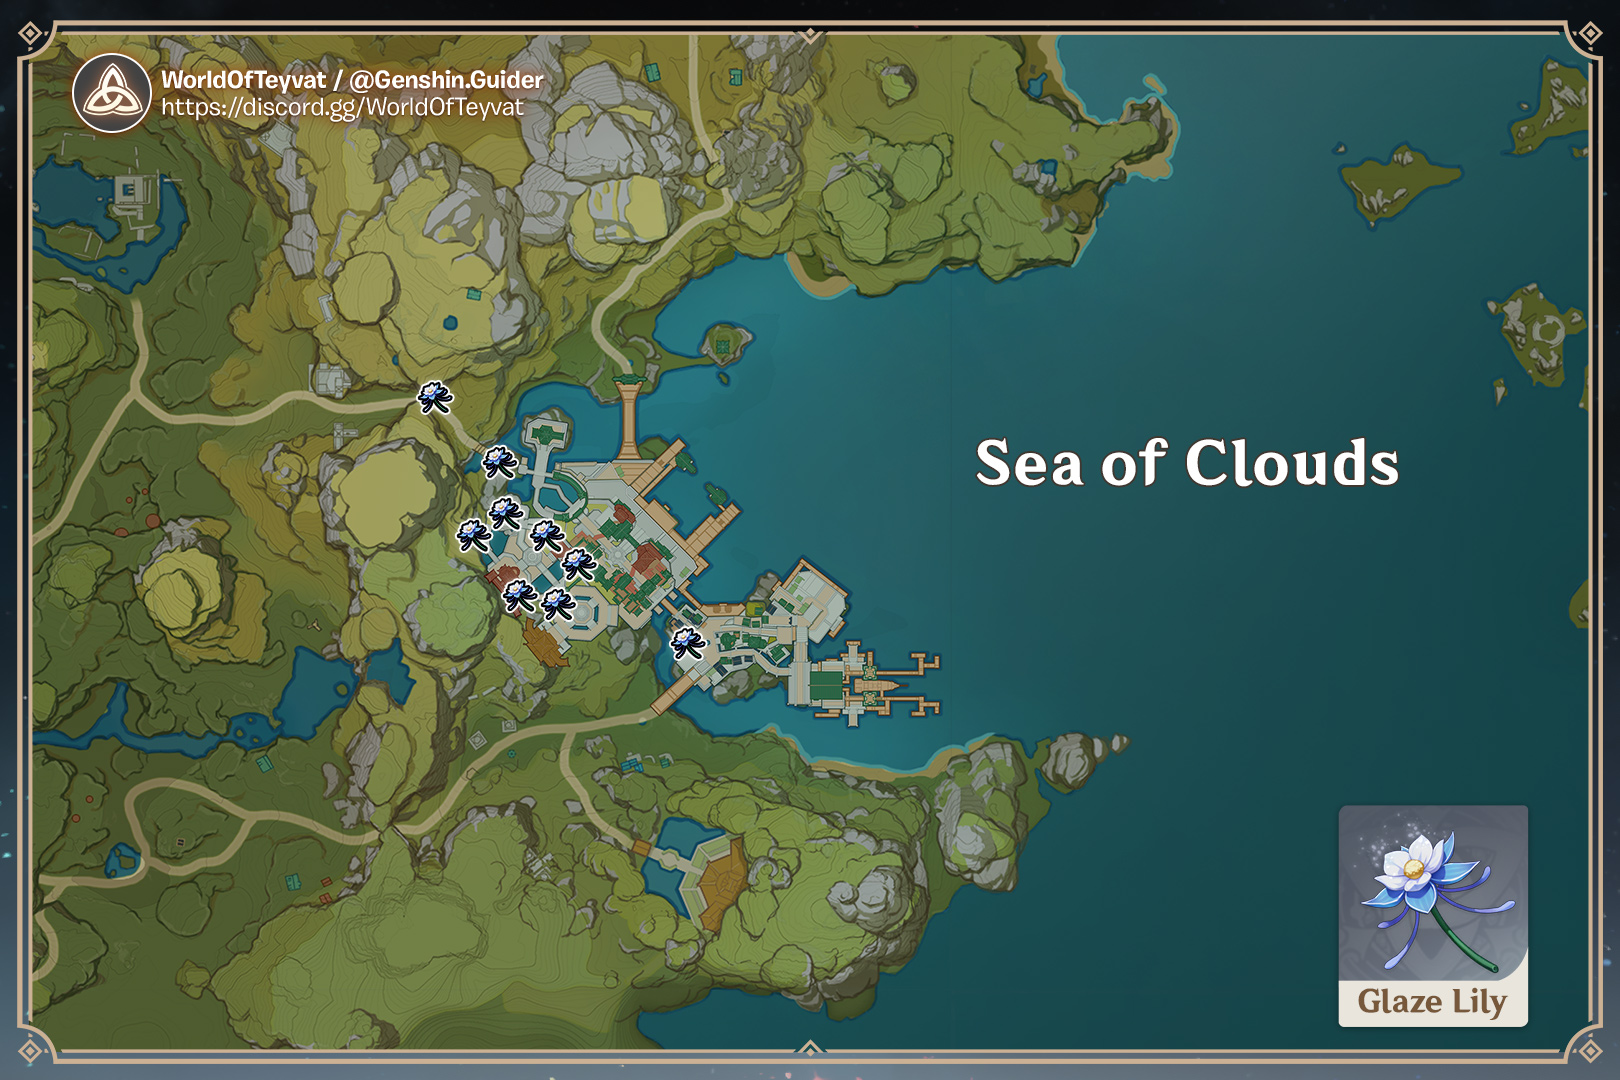 WorldOfTeyvat / @Genshin.Guider
https://discord.gg/WorldOfTeyvat
Sea of Clouds
Glaze Lily